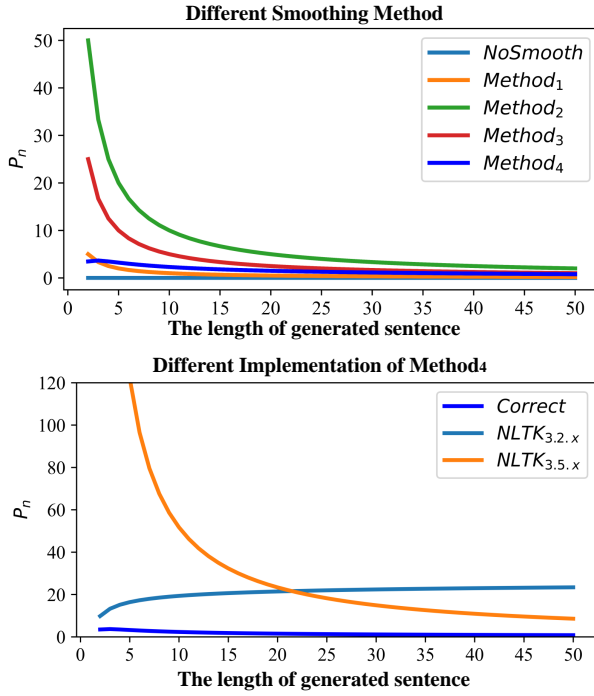 Different Smoothing Method
50
40
30
20
10
0
P_n
NoSmooth
Method_1
Method_2
Method_3
Method_4
0 5 10 15 20 25 30 35 40 45 50
The length of generated sentence
Different Implementation of Method4
120
100
80
60
40
20
0
P_n
Correct
NLTK_3.2.x
NLTK_3.5.x
0 5 10 15 20 25 30 35 40 45 50
The length of generated sentence